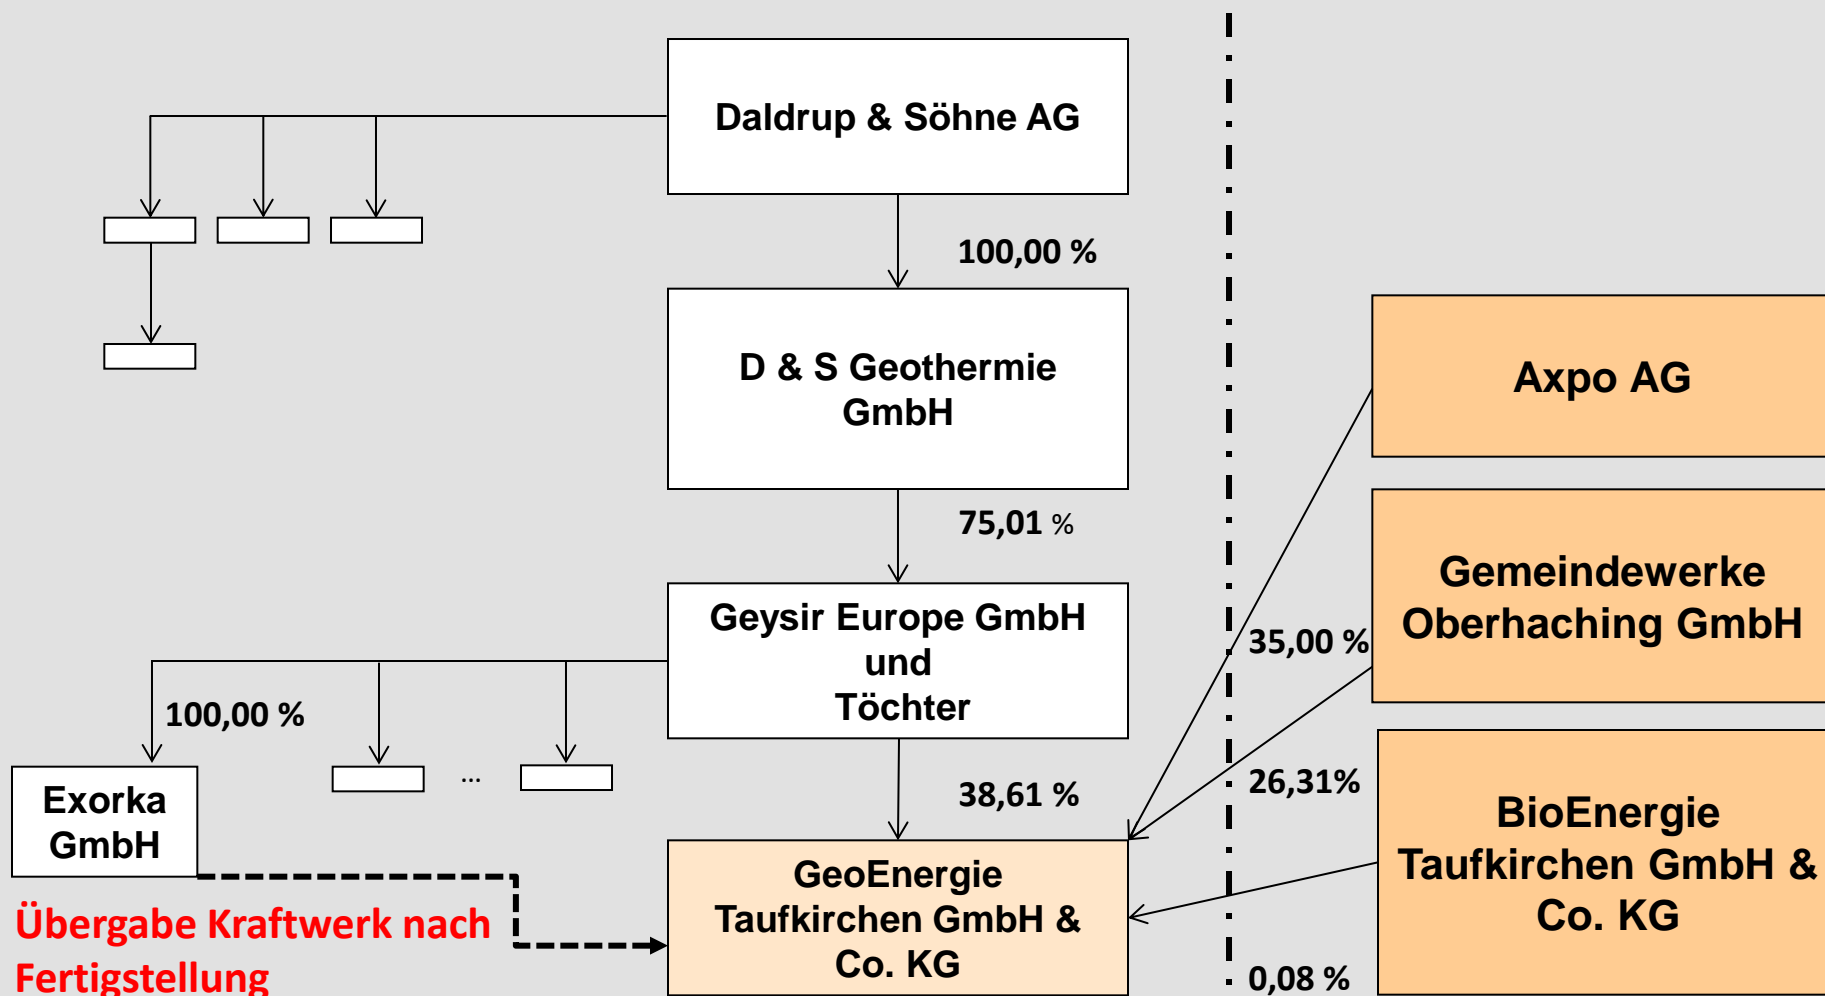 Daldrup & Söhne AG
100,00 %
D & S Geothermie
GmbH
75,01 %
Geysir Europe GmbH
und
Töchter
100,00 %
...
38,61 %
Exorka
GmbH
GeoEnergie
Taufkirchen GmbH &
Co. KG
Übergabe Kraftwerk nach
Fertigstellung
Axpo AG
Gemeindewerke
Oberhaching GmbH
35,00 %
26,31%
BioEnergie
Taufkirchen GmbH &
Co. KG
0,08 %